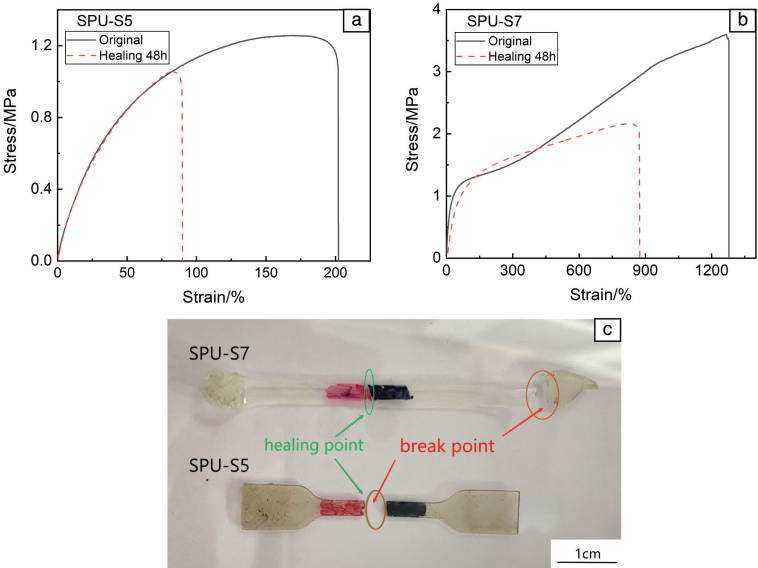 SPU-S5
a
Original
Healing 48h
Stress/MPa
1.2
0.8
0.4
0.0
0 50 100 150 200
Strain/%
SPU-S7
b
Original
Healing 48h
Stress/MPa
4
3
2
1
0
0 300 600 900 1200
Strain/%
c
SPU-S7
healing point
break point
SPU-S5
1cm